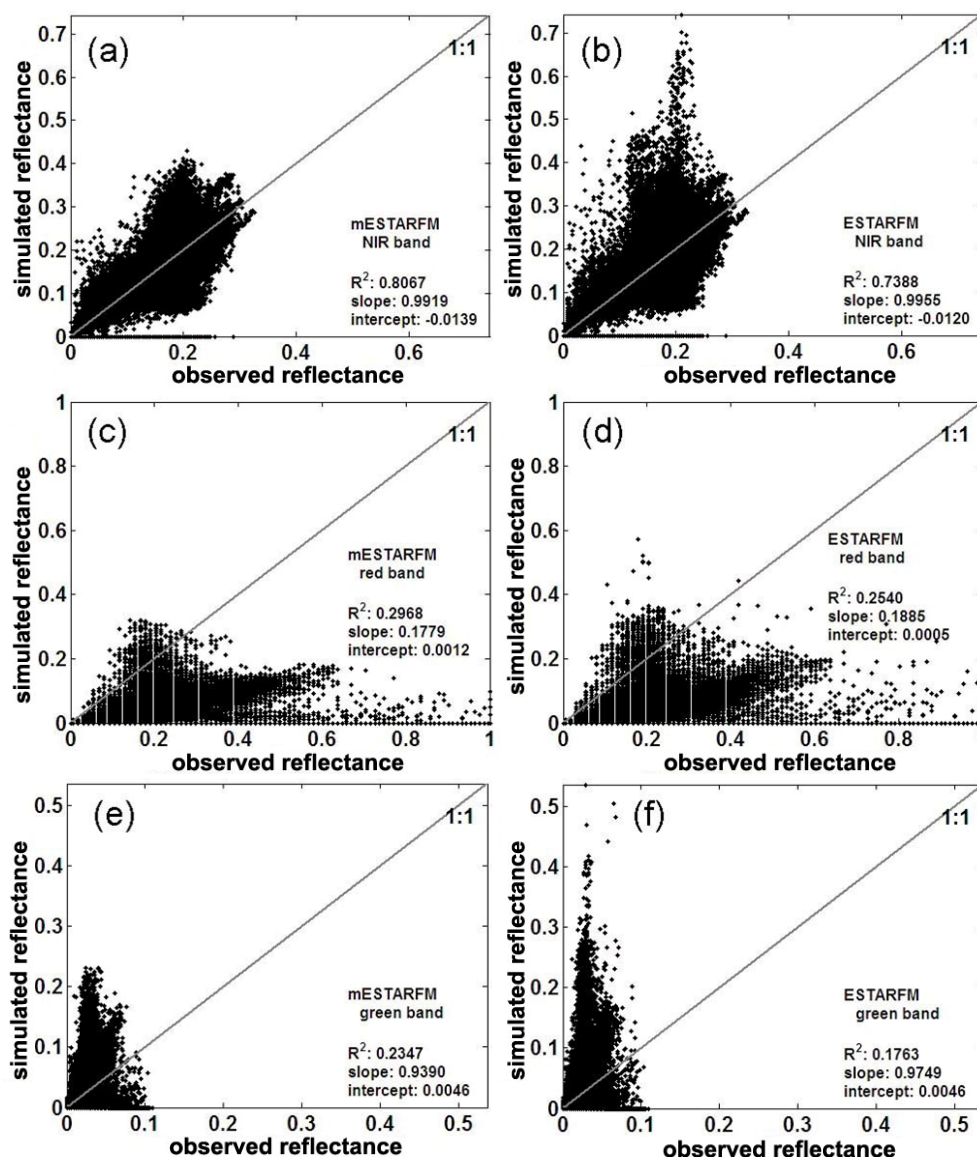 (a)
1:1
0.7
0.6
0.5
0.4
0.3
0.2
0.1
0
simulated reflectance
mESTARFM
NIR band
R²: 0.8067
slope: 0.9919
intercept: -0.0139
0 0.2 0.4 0.6
observed reflectance
(b)
1:1
0.7
0.6
0.5
0.4
0.3
0.2
0.1
0
simulated reflectance
ESTARFM
NIR band
R²: 0.7388
slope: 0.9955
intercept: -0.0120
0 0.2 0.4 0.6
observed reflectance
(c)
1:1
1
0.8
0.6
0.4
0.2
0
simulated reflectance
mESTARFM
red band
R²: 0.2968
slope: 0.1779
intercept: 0.0012
0 0.2 0.4 0.6 0.8 1
observed reflectance
(d)
1:1
1
0.8
0.6
0.4
0.2
0
simulated reflectance
ESTARFM
red band
R²: 0.2540
slope: 0.1885
intercept: 0.0005
0 0.2 0.4 0.6 0.8
observed reflectance
(e)
1:1
0.5
0.4
0.3
0.2
0.1
0
simulated reflectance
mESTARFM
green band
R²: 0.2347
slope: 0.9390
intercept: 0.0046
0 0.1 0.2 0.3 0.4 0.5
observed reflectance
(f)
1:1
0.5
0.4
0.3
0.2
0.1
0
simulated reflectance
ESTARFM
green band
R²: 0.1763
slope: 0.9749
intercept: 0.0046
0 0.1 0.2 0.3 0.4 0.5
observed reflectance